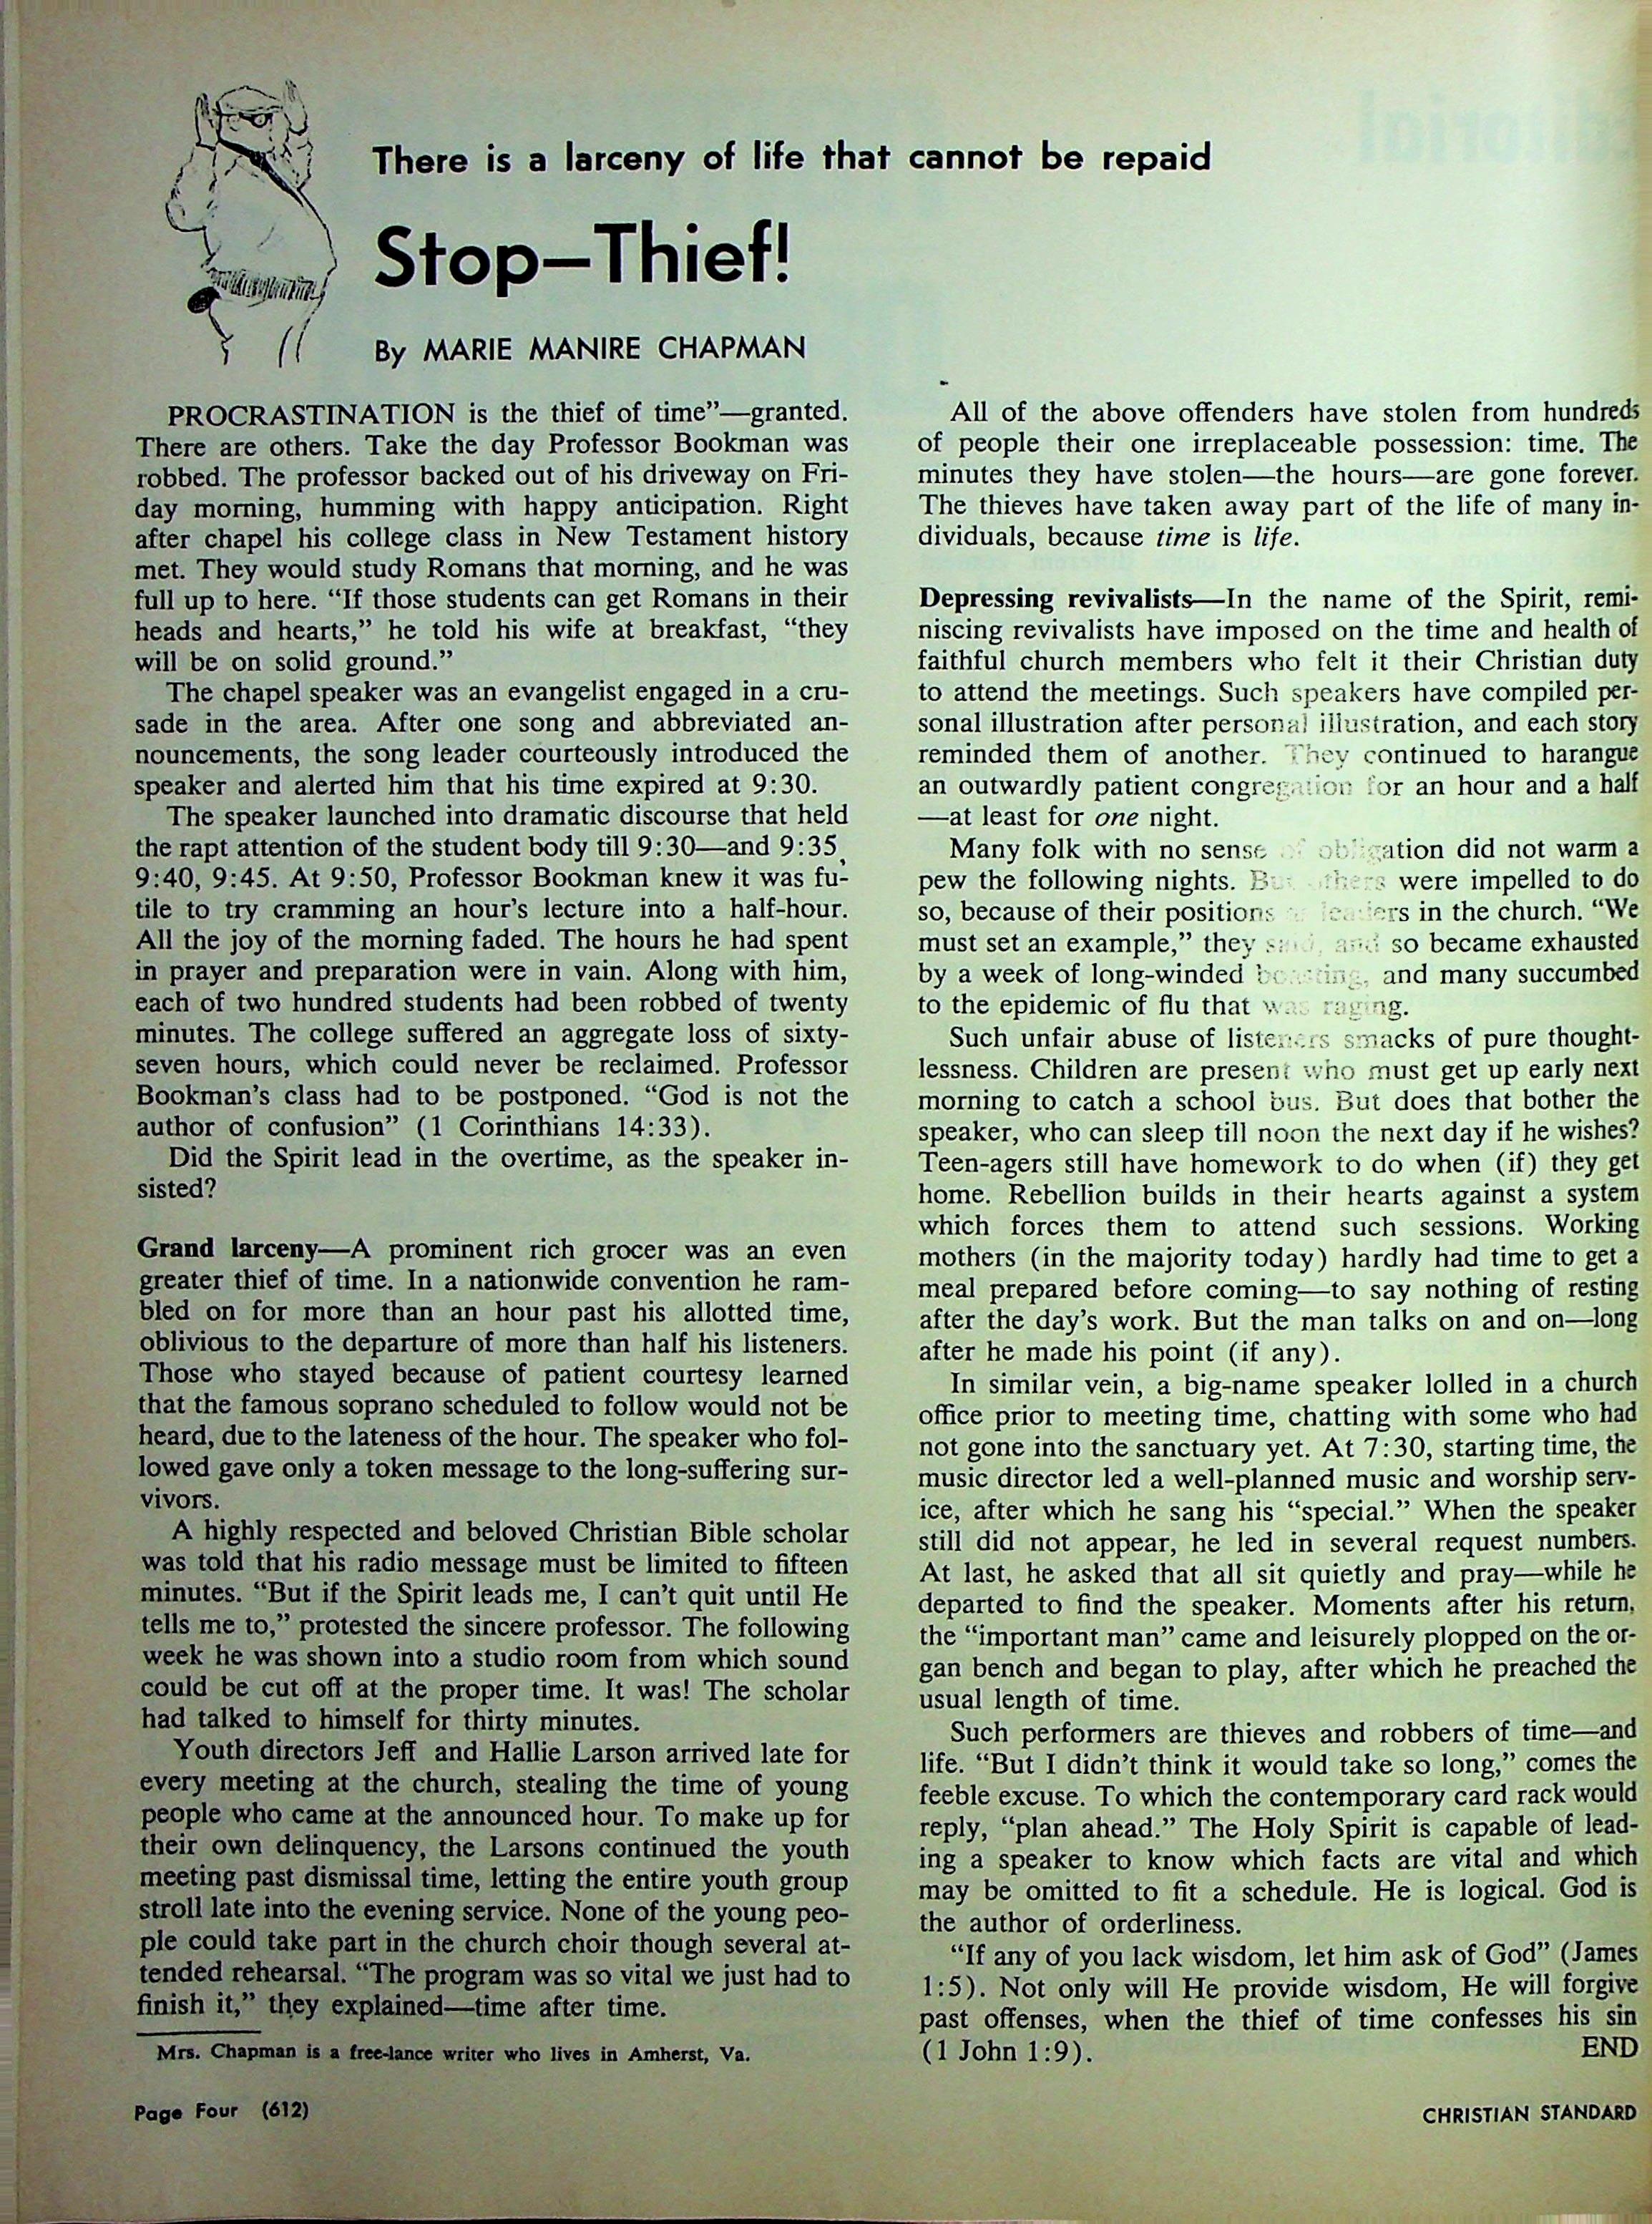 There is a larceny of life that cannot be repaid
Stop—Thief!
By MARIE MANIRE CHAPMAN
PROCRASTINATION is the thief of time”—granted.
There are others. Take the day Professor Bookman was
robbed. The professor backed out of his driveway on Fri-
day morning, humming with happy anticipation. Right
after chapel his college class in New Testament history
met. They would study Romans that morning, and he was
full up to here. “If those students can get Romans in their
heads and hearts,” he told his wife at breakfast, “they
will be on solid ground.”
The chapel speaker was an evangelist engaged in a cru-
sade in the area. After one song and abbreviated an-
nouncements, the song leader courteously introduced the
speaker and alerted him that his time expired at 9:30.
The speaker launched into dramatic discourse that held
the rapt attention of the student body till 9:30—and 9:35,
9:40, 9:45. At 9:50, Professor Bookman knew it was fu-
tile to try cramming an hour’s lecture into a half-hour.
All the joy of the morning faded. The hours he had spent
in prayer and preparation were in vain. Along with him,
each of two hundred students had been robbed of twenty
minutes. The college suffered an aggregate loss of sixty-
seven hours, which could never be reclaimed. Professor
Bookman’s class had to be postponed. “God is not the
author of confusion” (1 Corinthians 14:33).
Did the Spirit lead in the overtime, as the speaker in-
sisted?
Grand larceny—A prominent rich grocer was an even
greater thief of time. In a nationwide convention he ram-
bled on for more than an hour past his allotted time,
oblivious to the departure of more than half his listeners.
Those who stayed because of patient courtesy learned
that the famous soprano scheduled to follow would not be
heard, due to the lateness of the hour. The speaker who fol-
lowed gave only a token message to the long-suffering sur-
vivors.
A highly respected and beloved Christian Bible scholar
was told that his radio message must be limited to fifteen
minutes. “But if the Spirit leads me, I can’t quit until He
tells me to,” protested the sincere professor. The following
week he was shown into a studio room from which sound
could be cut off at the proper time. It was! The scholar
had talked to himself for thirty minutes.
Youth directors Jeff and Hallie Larson arrived late for
every meeting at the church, stealing the time of young
people who came at the announced hour. To make up for
their own delinquency, the Larsons continued the youth
meeting past dismissal time, letting the entire youth group
stroll late into the evening service. None of the young peo-
ple could take part in the church choir though several at-
tended rehearsal. “The program was so vital we just had to
finish it,” they explained—time after time.
Mrs. Chapman is a free-lance writer who lives in Amherst, Va.
All of the above offenders have stolen from hundreds
of people their one irreplaceable possession: time. The
minutes they have stolen—the hours—are gone forever.
The thieves have taken away part of the life of many in-
dividuals, because time is life.
Depressing revivalists—In the name of the Spirit, remi-
niscing revivalists have imposed on the time and health of
faithful church members who felt it their Christian duty
to attend the meetings. Such speakers have compiled per-
sonal illustration after personal illustration, and each story
reminded them of another. They continued to harangue
an outwardly patient congregation for an hour and a half
—at least for one night.
Many folk with no sense of obligation did not warm a
pew the following nights. But others were impelled to do
so, because of their positions as leaders in the church. “We
must set an example,” they said, and so became exhausted
by a week of long-winded boasting, and many succumbed
to the epidemic of flu that was raging.
Such unfair abuse of listeners smacks of pure thought-
lessness. Children are present who must get up early next
morning to catch a school bus. But does that bother the
speaker, who can sleep till noon the next day if he wishes?
Teen-agers still have homework to do when (if) they get
home. Rebellion builds in their hearts against a system
which forces them to attend such sessions. Working
mothers (in the majority today) hardly had time to get a
meal prepared before coming—to say nothing of resting
after the day’s work. But the man talks on and on—long
after he made his point (if any).
In similar vein, a big-name speaker lolled in a church
office prior to meeting time, chatting with some who had
not gone into the sanctuary yet. At 7:30, starting time, the
music director led a well-planned music and worship serv-
ice, after which he sang his “special.” When the speaker
still did not appear, he led in several request numbers.
At last, he asked that all sit quietly and pray—while he
departed to find the speaker. Moments after his return,
the “important man” came and leisurely plopped on the or-
gan bench and began to play, after which he preached the
usual length of time.
Such performers are thieves and robbers of time—and
life. “But I didn’t think it would take so long,” comes the
feeble excuse. To which the contemporary card rack would
reply, “plan ahead.” The Holy Spirit is capable of lead-
ing a speaker to know which facts are vital and which
may be omitted to fit a schedule. He is logical. God is
the author of orderliness.
“If any of you lack wisdom, let him ask of God” (James
1:5). Not only will He provide wisdom, He will forgive
past offenses, when the thief of time confesses his sin
(1 John 1:9). END
Page Four (612)
CHRISTIAN STANDARD